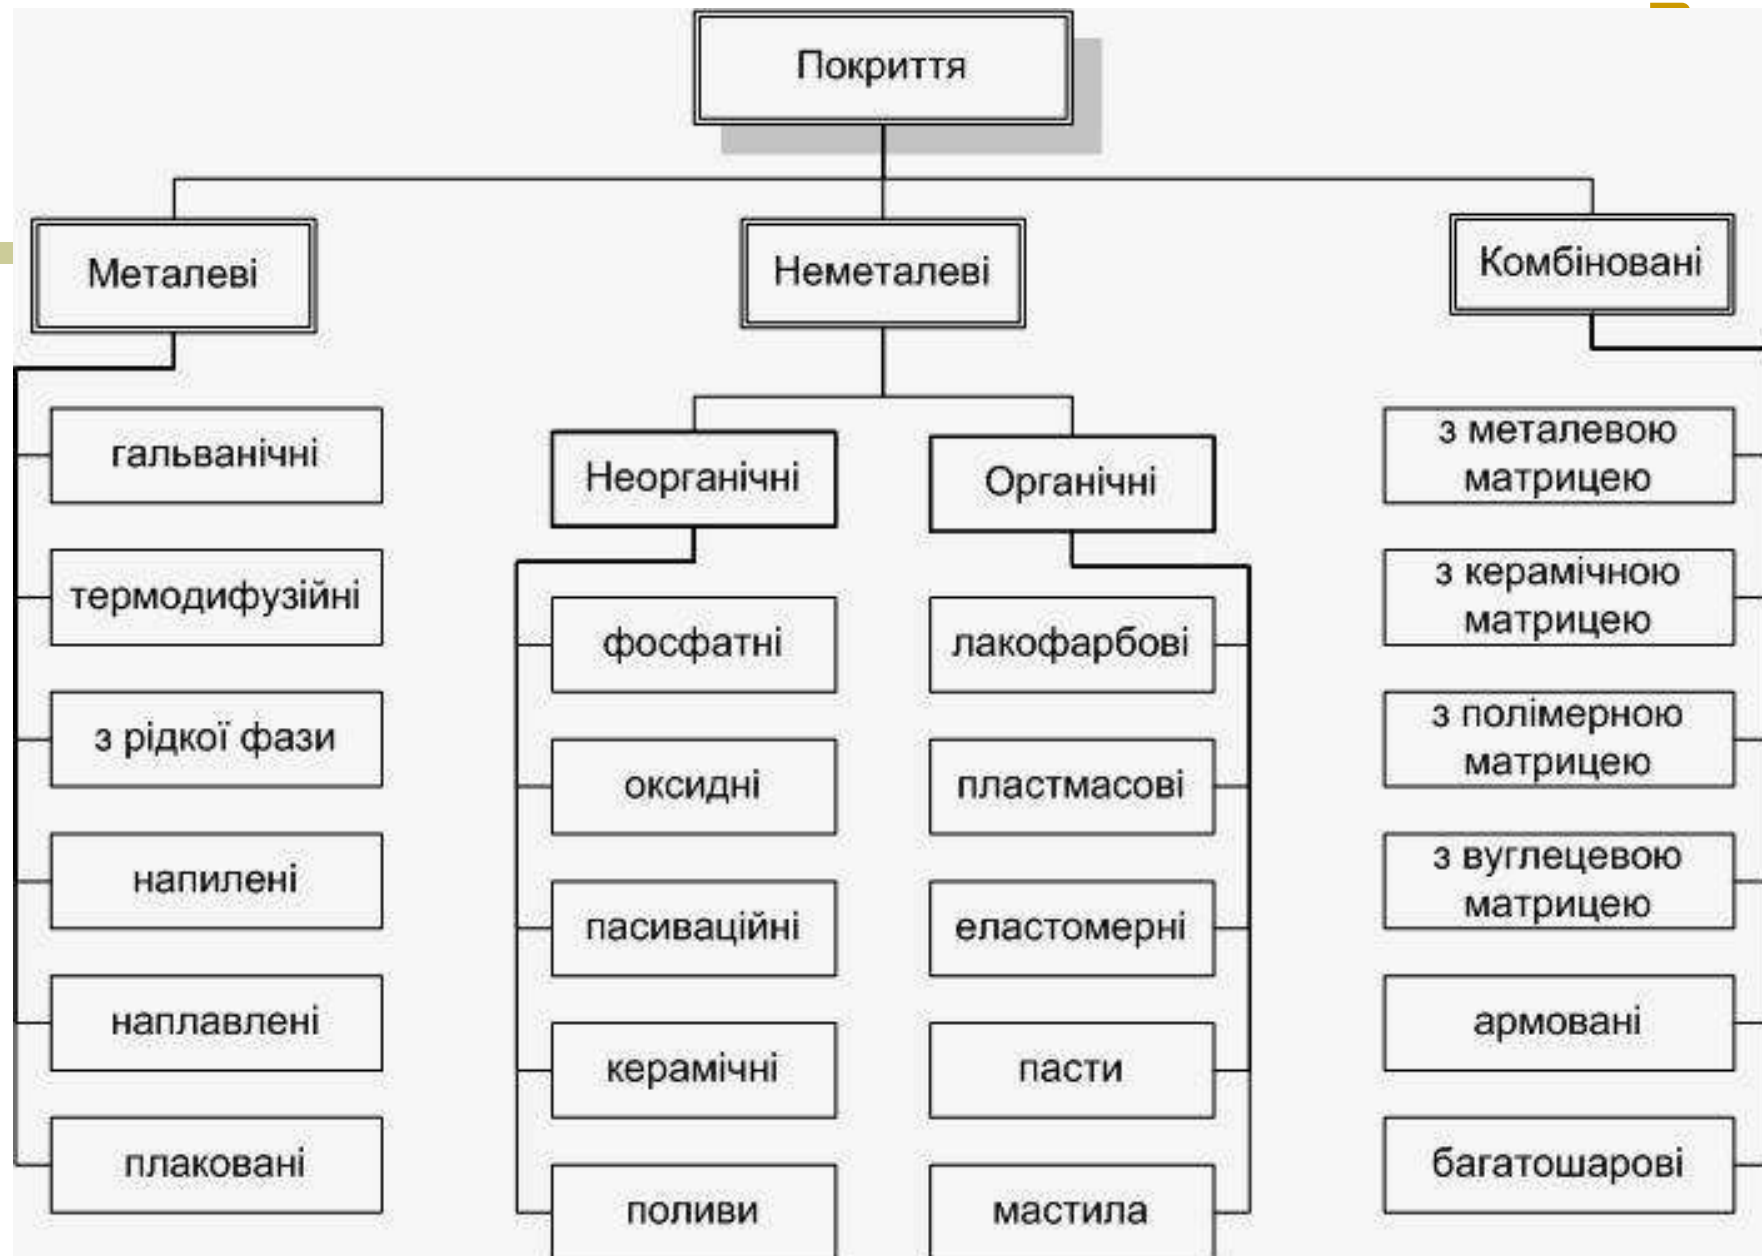 Покриття
Металеві
Неметалеві
Комбіновані
гальванічні
термодифузійні
з рідкої фази
напилені
наплавлені
плаковані
Неорганічні
фосфатні
оксидні
пасиваційні
керамічні
поливи
Органічні
лакофарбові
пластмасові
еластомерні
пасти
мастила
з металевою
матрицею
з керамічною
матрицею
з полімерною
матрицею
з вуглецевою
матрицею
армовані
багатошарові